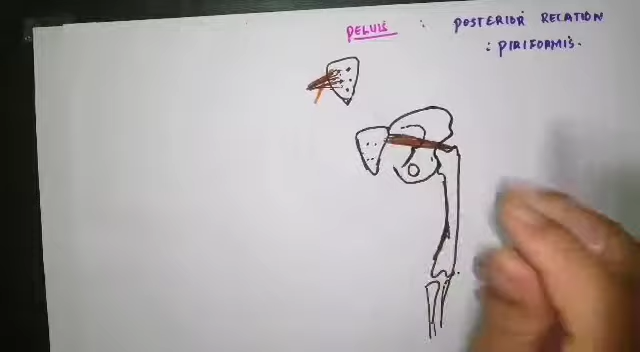 PELVIS : POSTERIOR RELATION
: PIRIFORMIS.